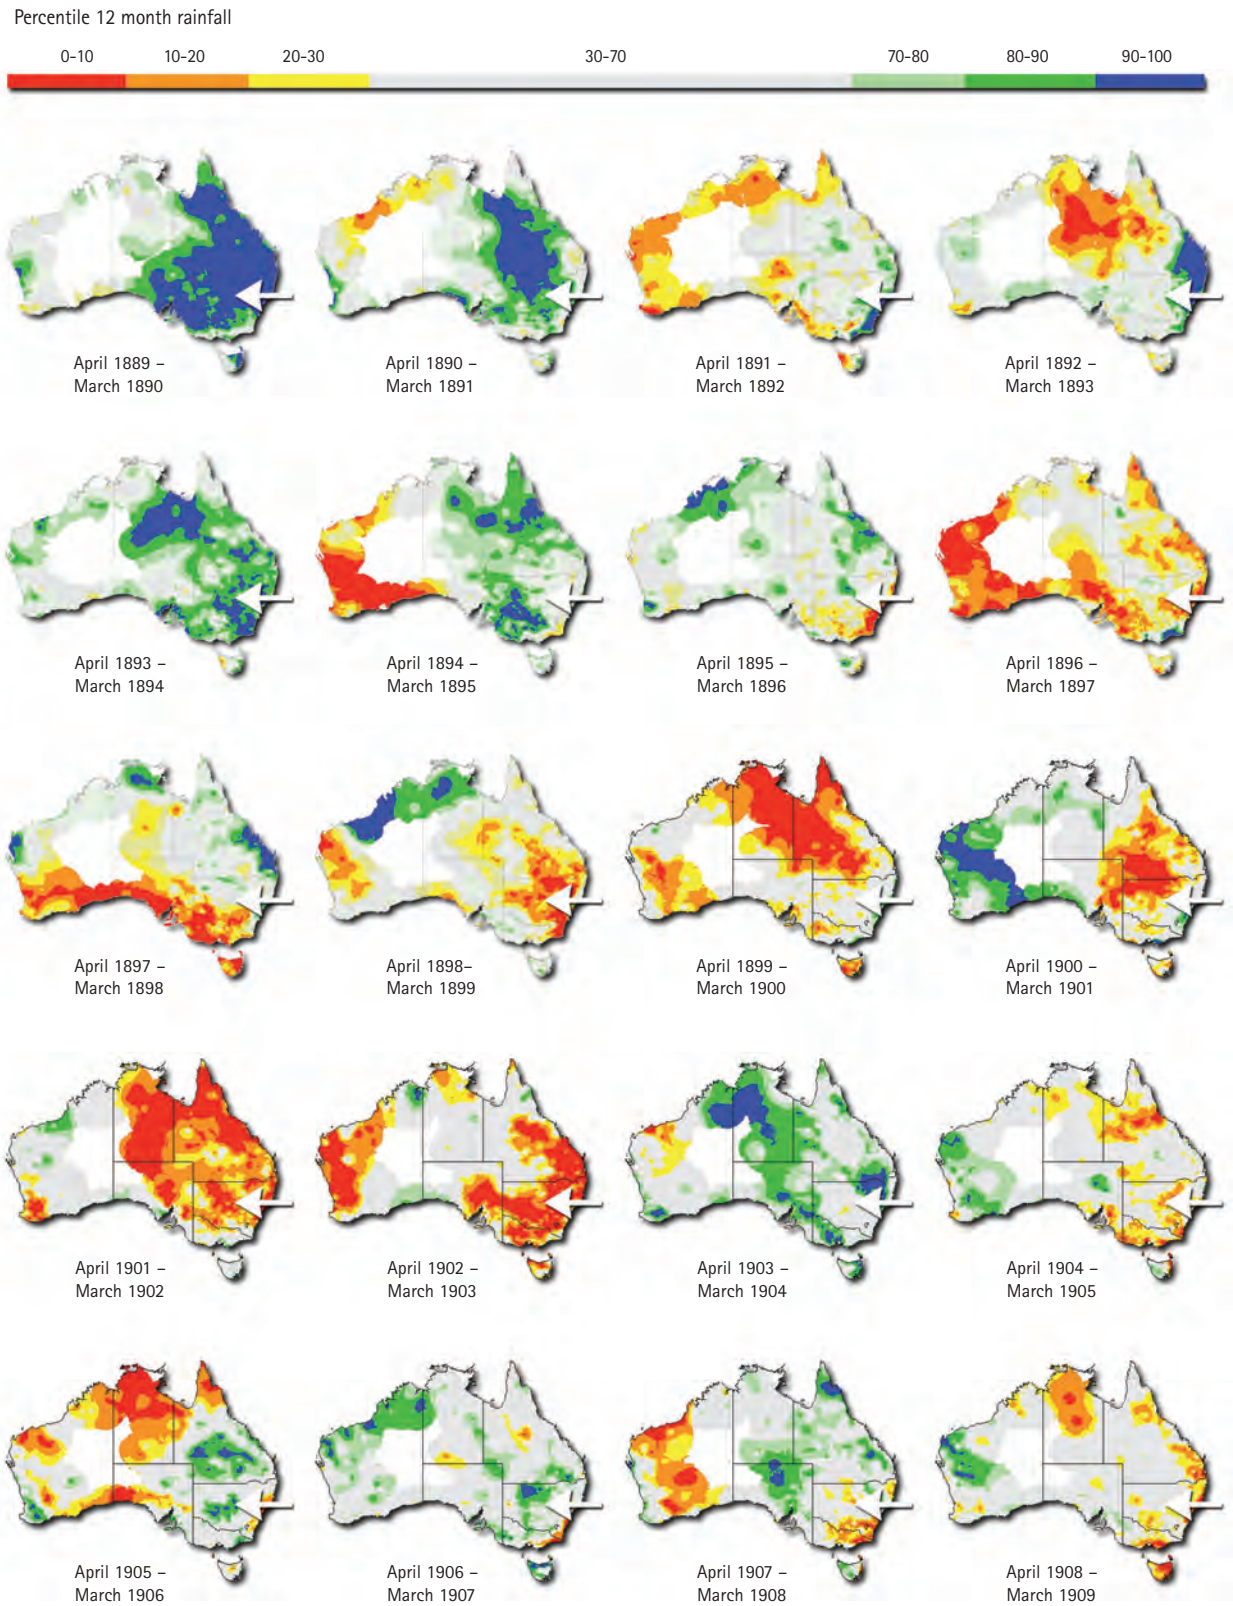 Percentile 12 month rainfall
0-10 10-20 20-30 30-70 70-80 80-90 90-100
April 1889 –
March 1890
April 1890 –
March 1891
April 1891 –
March 1892
April 1892 –
March 1893
April 1893 –
March 1894
April 1894 –
March 1895
April 1895 –
March 1896
April 1896 –
March 1897
April 1897 –
March 1898
April 1898–
March 1899
April 1899 –
March 1900
April 1900 –
March 1901
April 1901 –
March 1902
April 1902 –
March 1903
April 1903 –
March 1904
April 1904 –
March 1905
April 1905 –
March 1906
April 1906 –
March 1907
April 1907 –
March 1908
April 1908 –
March 1909